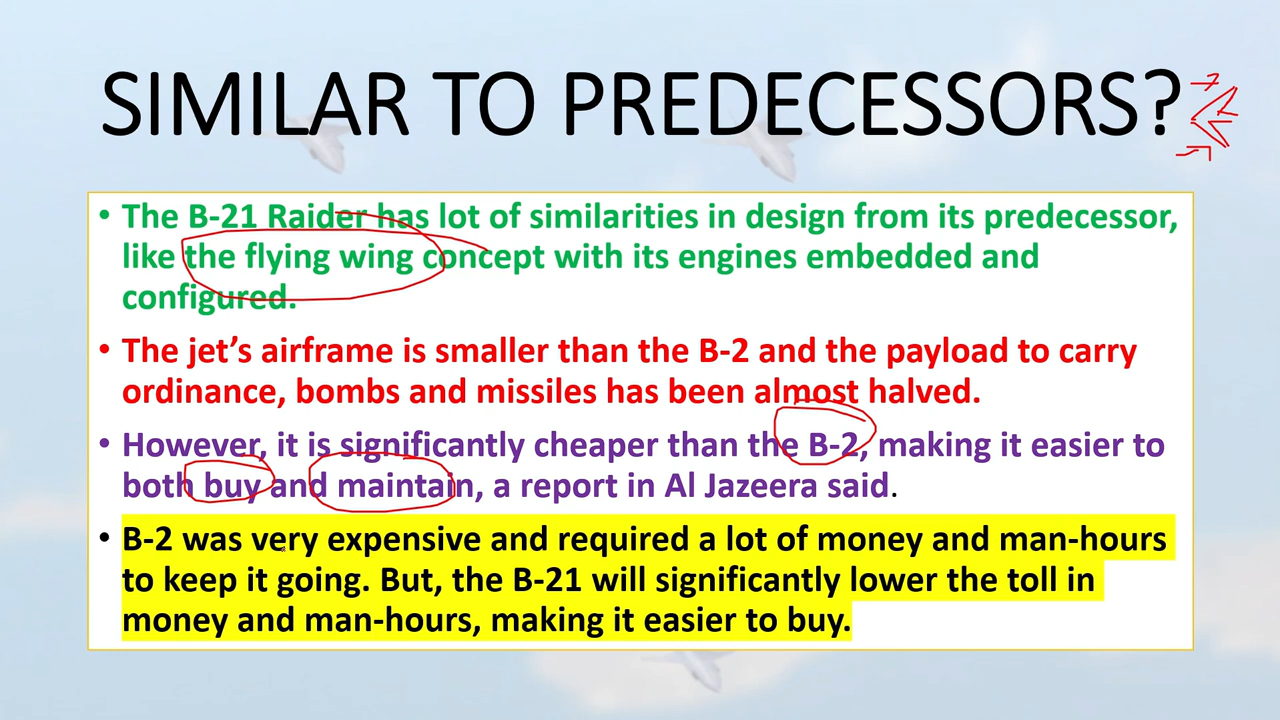 SIMILAR TO PREDECESSORS?
• The B-21 Raider has lot of similarities in design from its predecessor,
like the flying wing concept with its engines embedded and
configured.
• The jet’s airframe is smaller than the B-2 and the payload to carry
ordinance, bombs and missiles has been almost halved.
• However, it is significantly cheaper than the B-2, making it easier to
both buy and maintain, a report in Al Jazeera said.
• B-2 was very expensive and required a lot of money and man-hours
to keep it going. But, the B-21 will significantly lower the toll in
money and man-hours, making it easier to buy.